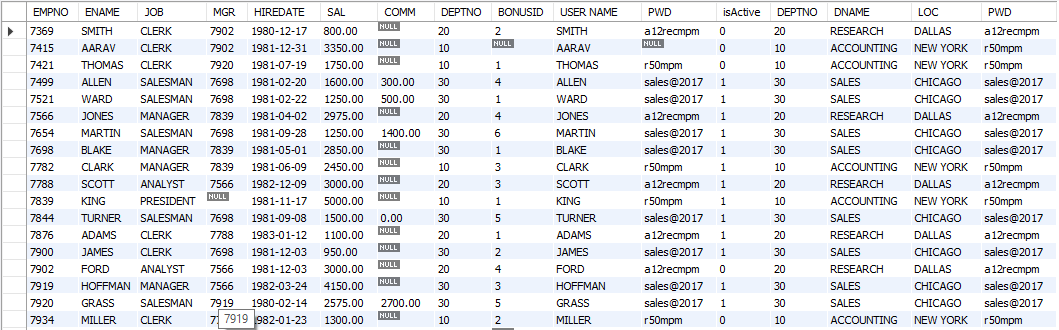 EMPNO ENAME JOB MGR HIREDATE SAL COMM DEPTNO BONUSID USER NAME PWD isActive DEPTNO DNAME LOC PWD
7369 SMITH CLERK 7902 1980-12-17 800.00 NULL 20 2 SMITH a12recmpm 0 20 RESEARCH DALLAS a12recmpm
7415 AARAV CLERK 7902 1981-12-31 3350.00 NULL 10 NULL AARAV NULL 0 10 ACCOUNTING NEW YORK r50mpm
7421 THOMAS CLERK 7920 1981-07-19 1750.00 NULL 10 1 THOMAS r50mpm 0 10 ACCOUNTING NEW YORK r50mpm
7499 ALLEN SALESMAN 7698 1981-02-20 1600.00 300.00 30 4 ALLEN sales@2017 1 30 SALES CHICAGO sales@2017
7521 WARD SALESMAN 7698 1981-02-22 1250.00 500.00 30 1 WARD sales@2017 1 30 SALES CHICAGO sales@2017
7566 JONES MANAGER 7839 1981-04-02 2975.00 NULL 20 4 JONES a12recmpm 1 20 RESEARCH DALLAS a12recmpm
7654 MARTIN SALESMAN 7698 1981-09-28 1250.00 1400.00 30 6 MARTIN sales@2017 1 30 SALES CHICAGO sales@2017
7698 BLAKE MANAGER 7839 1981-05-01 2850.00 NULL 30 1 BLAKE sales@2017 1 30 SALES CHICAGO sales@2017
7782 CLARK MANAGER 7839 1981-06-09 2450.00 NULL 10 3 CLARK r50mpm 1 10 ACCOUNTING NEW YORK r50mpm
7788 SCOTT ANALYST 7566 1982-12-09 3000.00 NULL 20 3 SCOTT a12recmpm 1 20 RESEARCH DALLAS a12recmpm
7839 KING PRESIDENT NULL 1981-11-17 5000.00 NULL 10 1 KING r50mpm 1 10 ACCOUNTING NEW YORK r50mpm
7844 TURNER SALESMAN 7698 1981-09-08 1500.00 0.00 30 5 TURNER sales@2017 1 30 SALES CHICAGO sales@2017
7876 ADAMS CLERK 7788 1983-01-12 1100.00 NULL 20 1 ADAMS a12recmpm 1 20 RESEARCH DALLAS a12recmpm
7900 JAMES CLERK 7698 1981-12-03 950.00 NULL 30 2 JAMES sales@2017 1 30 SALES CHICAGO sales@2017
7902 FORD ANALYST 7566 1981-12-03 3000.00 NULL 20 4 FORD a12recmpm 0 20 RESEARCH DALLAS a12recmpm
7919 HOFFMAN MANAGER 7566 1982-03-24 4150.00 NULL 30 3 HOFFMAN sales@2017 1 30 SALES CHICAGO sales@2017
7920 GRASS SALESMAN 7919 1980-02-14 2575.00 2700.00 30 5 GRASS sales@2017 1 30 SALES CHICAGO sales@2017
7934 MILLER CLERK 7919 982-01-23 1300.00 NULL 10 2 MILLER r50mpm 0 10 ACCOUNTING NEW YORK r50mpm